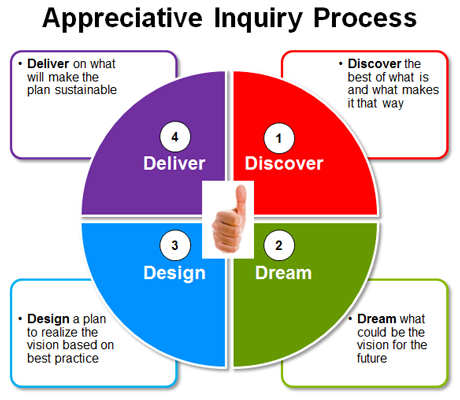 Appreciative Inquiry Process
• Deliver on what
will make the
plan sustainable
• Discover the
best of what is
and what makes
it that way
4
Deliver
1
Discover
3
Design
2
Dream
• Design a plan
to realize the
vision based on
best practice
• Dream what
could be the
vision for the
future